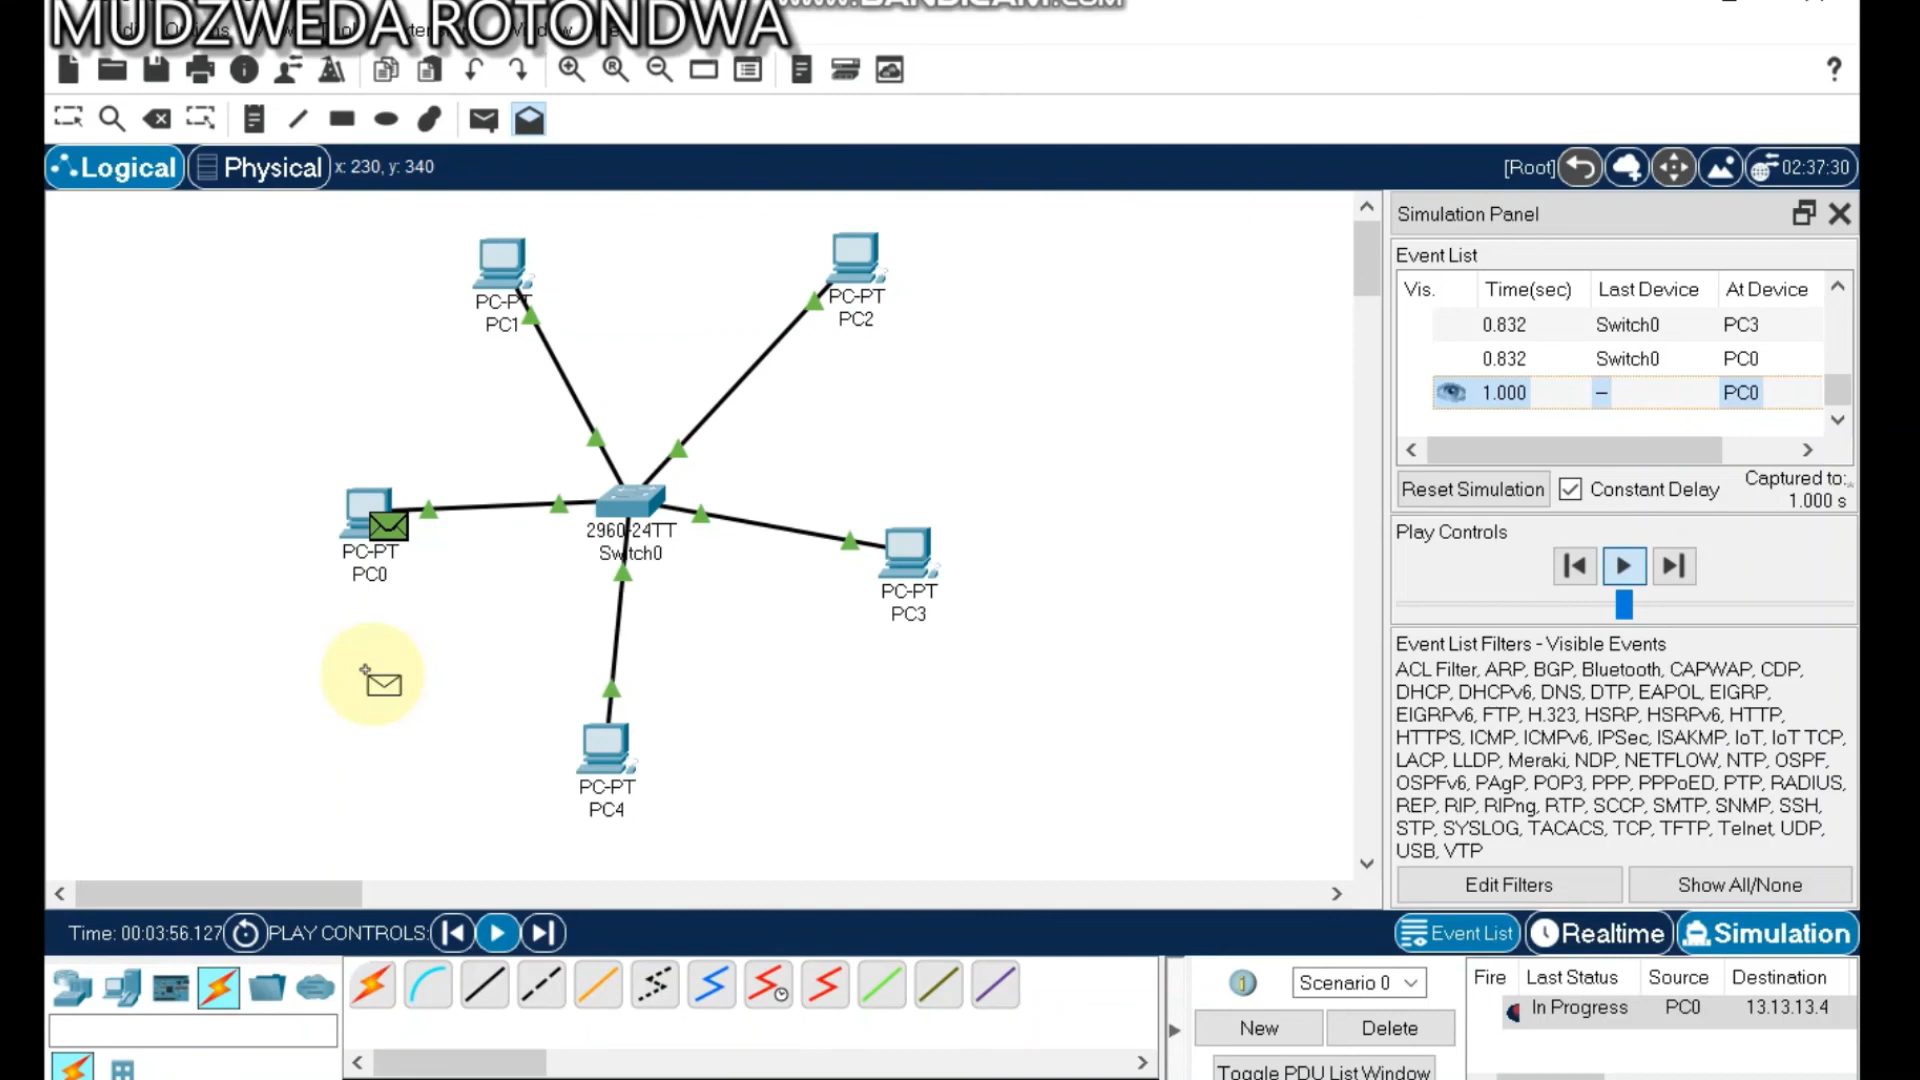 www.BANDICAM.com
MUDZWEDA ROTONDWA
Logical
Physical
x: 230, y: 340
[Root]
02:37:30
PC-PT
PC1
PC-PT
PC2
2960-24TT
Switch0
PC-PT
PC0
PC-PT
PC3
PC-PT
PC4
Simulation Panel
Event List
Vis. Time(sec) Last Device At Device
0.832 Switch0 PC3
0.832 Switch0 PC0
1.000 -- PC0
Reset Simulation
Constant Delay
Captured to:
1.000 s
Play Controls
Event List Filters - Visible Events
ACL Filter, ARP, BGP, Bluetooth, CAPWAP, CDP,
DHCP, DHCPv6, DNS, DTP, EAPOL, EIGRP,
EIGRPv6, FTP, H.323, HSRP, HSRPv6, HTTP,
HTTPS, ICMP, ICMPv6, IPSec, ISAKMP, IoT, IoT TCP,
LACP, LLDP, Meraki, NDP, NETFLOW, NTP, OSPF,
OSPFv6, PAgP, POP3, PPP, PPPoED, PTP, RADIUS,
REP, RIP, RIPng, RTP, SCCP, SMTP, SNMP, SSH,
STP, SYSLOG, TACACS, TCP, TFTP, Telnet, UDP,
USB, VTP
Edit Filters
Show All/None
Time: 00:03:56.127
PLAY CONTROLS:
Event List
Realtime
Simulation
Scenario 0
New
Delete
Toggle PDU List Window
Fire Last Status Source Destination
In Progress PC0 13.13.13.4